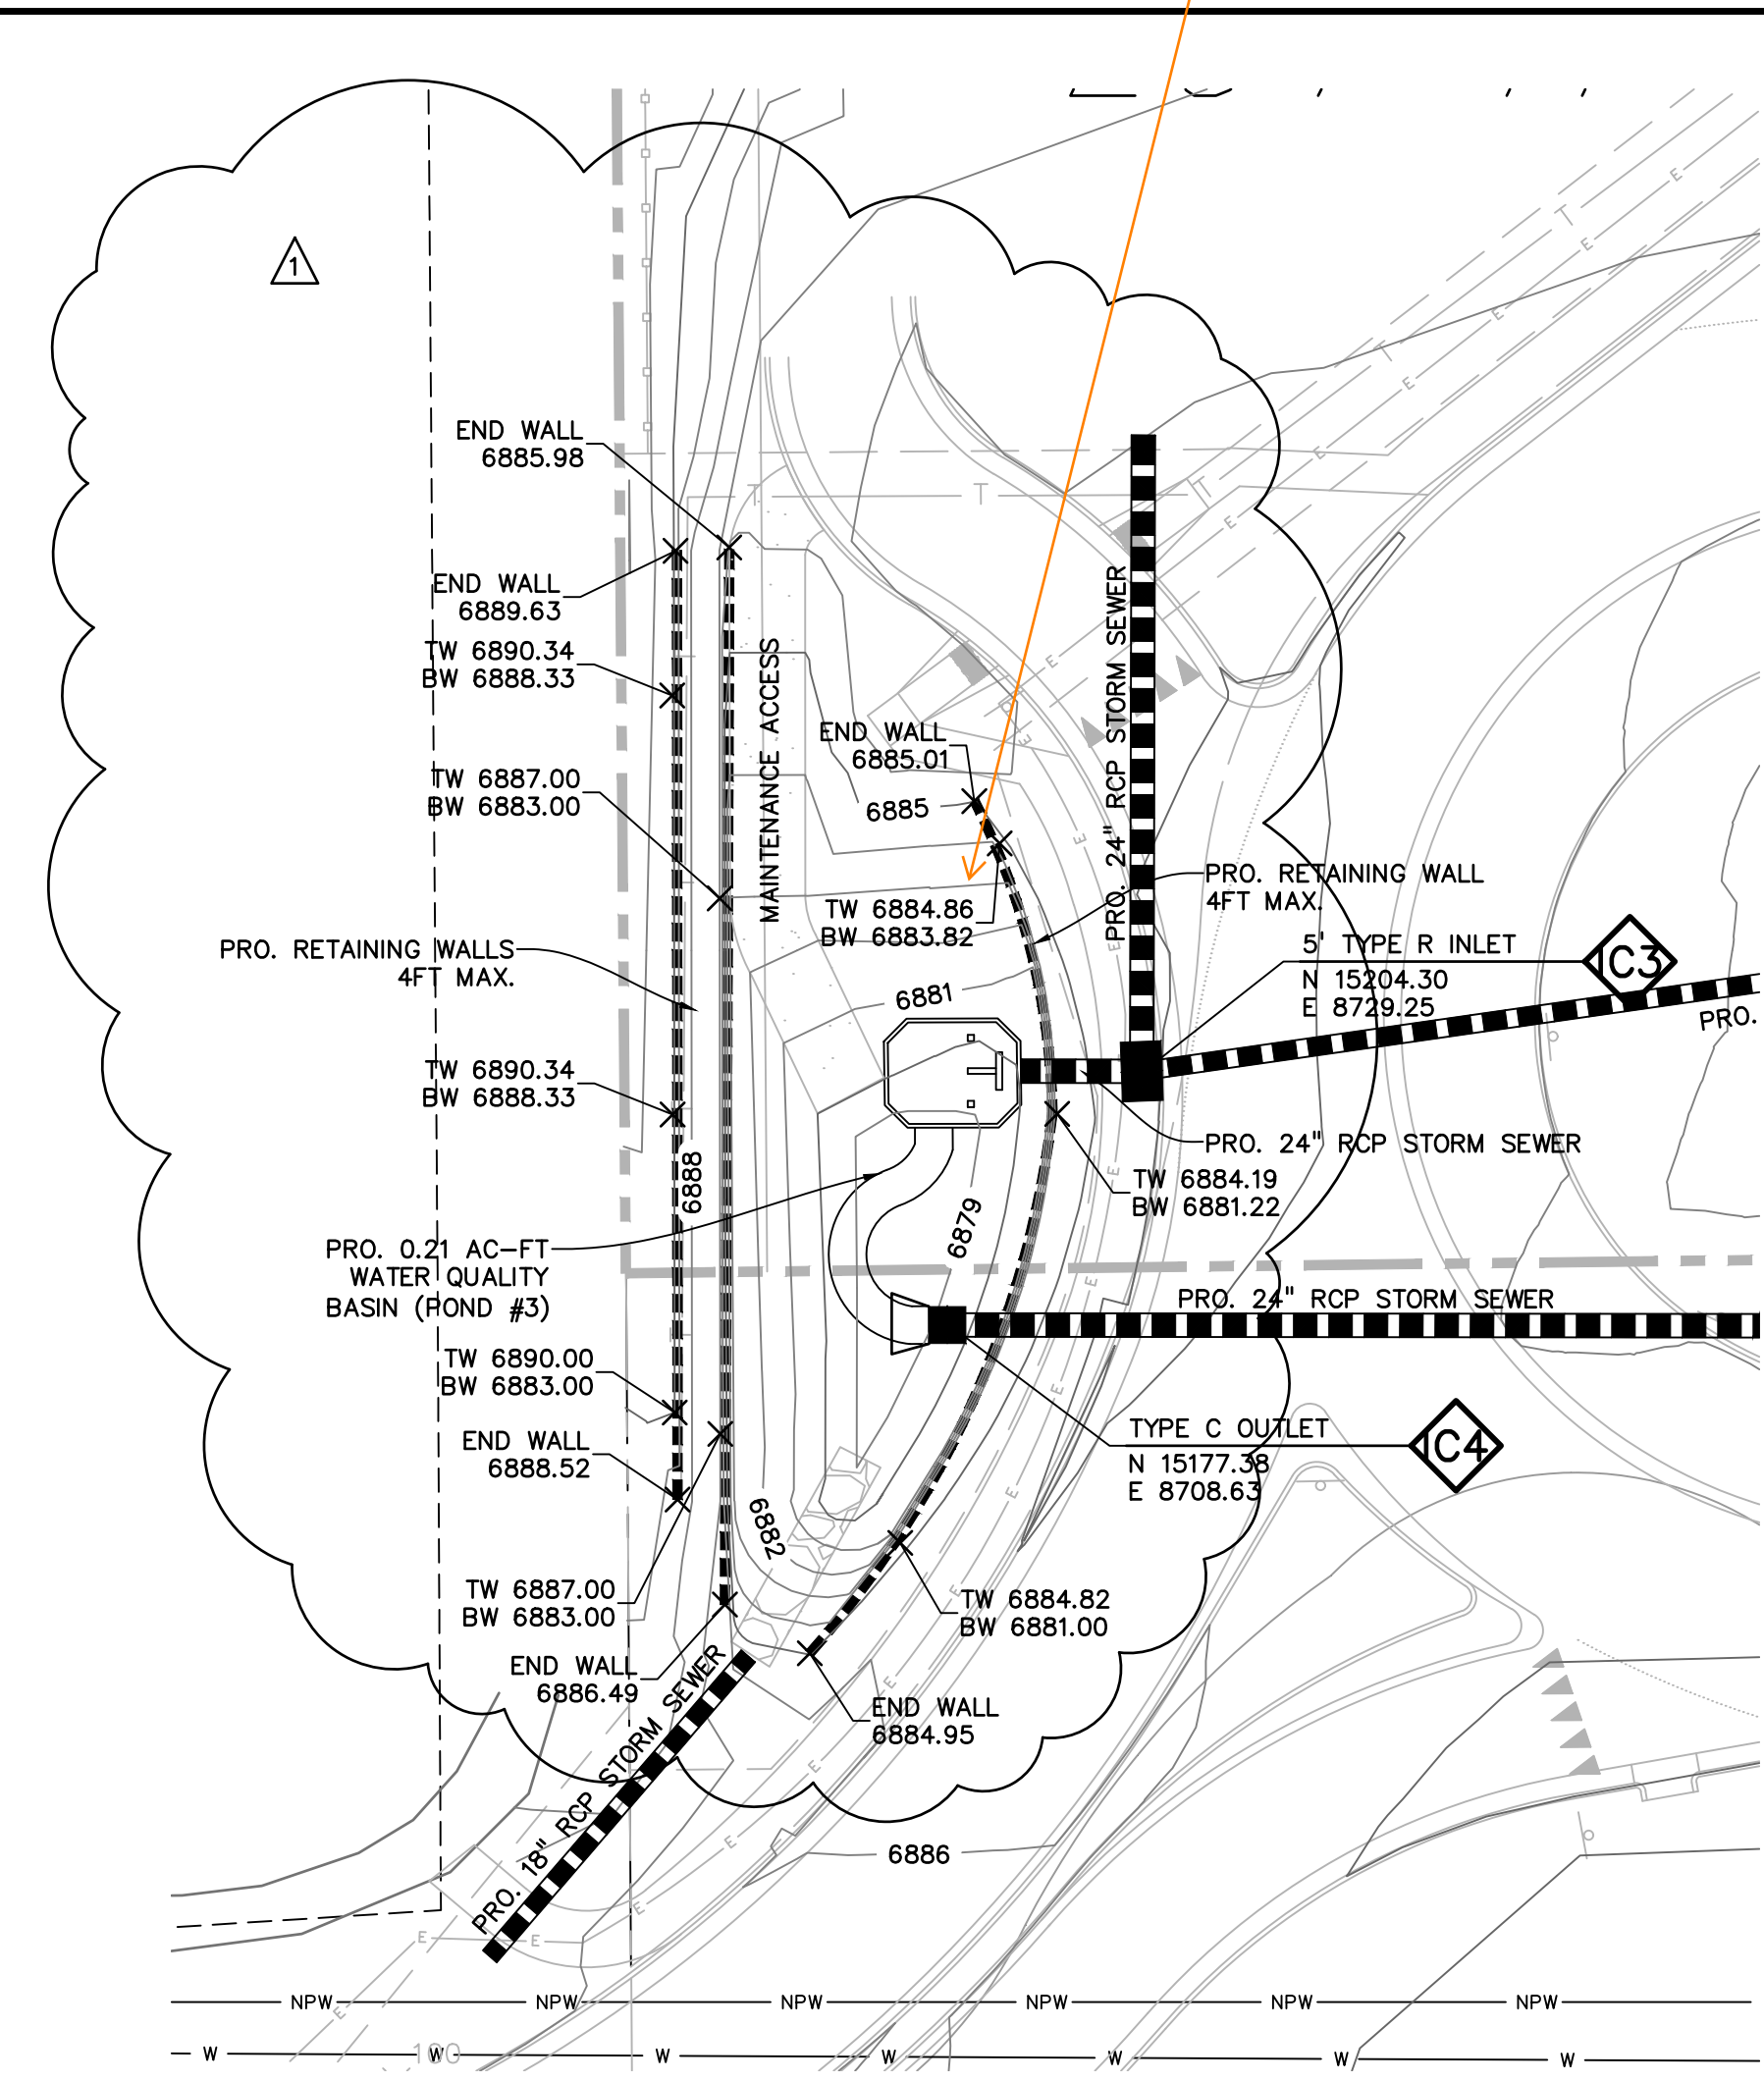 1
END WALL
6885.98
T
T
T
T
T
E
E
E
E
E
E
E
END WALL
6889.63
TW 6890.34
BW 6888.33
MAINTENANCE ACCESS
PRO. 24" RCP STORM SEWER
END WALL
6885.01
TW 6887.00
BW 6883.00
6885
PRO. RETAINING WALL
4FT MAX.
TW 6884.86
BW 6883.82
PRO. RETAINING WALLS
4FT MAX.
5' TYPE R INLET
N 15204.30
E 8729.25
C3
6881
PRO.
TW 6890.34
BW 6888.33
6888
PRO. 24" RCP STORM SEWER
TW 6884.19
BW 6881.22
6879
PRO. 0.21 AC-FT
WATER QUALITY
BASIN (POND #3)
PRO. 24" RCP STORM SEWER
TW 6890.00
BW 6883.00
TYPE C OUTLET
N 15177.38
E 8708.63
C4
END WALL
6888.52
6882
TW 6887.00
BW 6883.00
TW 6884.82
BW 6881.00
END WALL
6886.49
END WALL
6884.95
PRO. 18" RCP STORM SEWER
6886
E
E
E
E
E
E
E
E
E
E
NPW
NPW
NPW
NPW
NPW
NPW
W
W
W
W
W
W
W
100